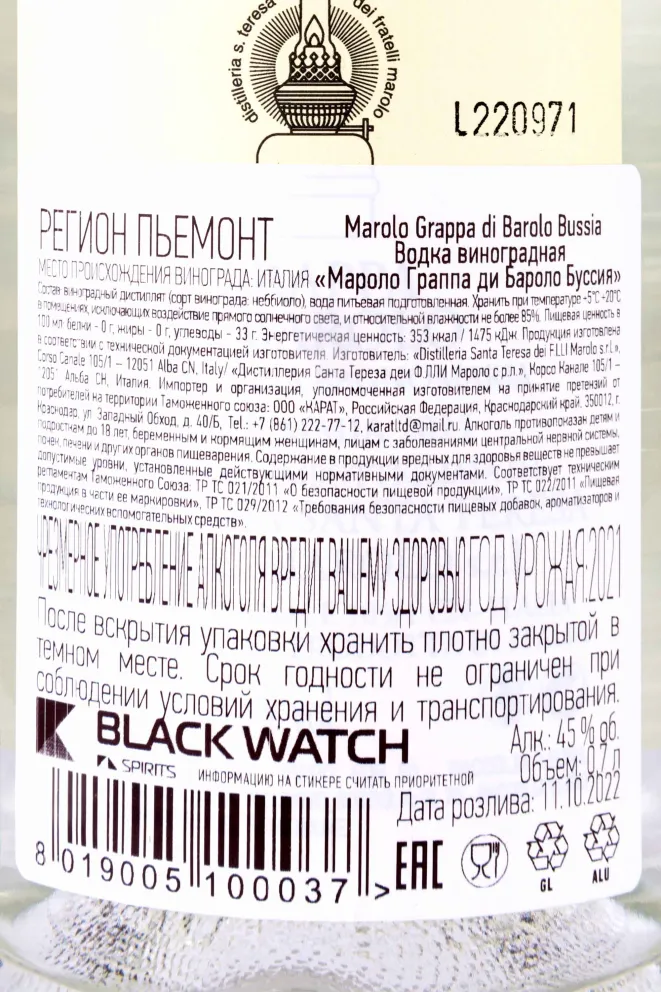 distilleria s. teresa dei fratelli marolo
L220971
РЕГИОН ПЬЕМОНТ
Marolo Grappa di Barolo Bussia
Водка виноградная
МЕСТО ПРОИСХОЖДЕНИЯ ВИНОГРАДА: ИТАЛИЯ «Мароло Граппа ди Бароло Буссия»
Состав: виноградный дистиллят (сорт винограда: неббиоло), вода питьевая подготовленная. Хранить при температуре -5°С +20°С
в помещениях, исключающих воздействие прямого солнечного света, и относительной влажности не более 85%. Пищевая ценность в
100 мл: белки - 0 г, жиры - 0 г, углеводы - 33 г. Энергетическая ценность: 353 ккал / 1475 кДж. Продукция изготовлена
в соответствии с технической документацией изготовителя. Изготовитель: «Distilleria Santa Teresa dei F.LLI Marolo s.r.l.»,
Corso Canale 105/1 – 12051 Alba CN, Italy/ «Дистиллерия Санта Тереза деи Ф.ЛЛИ Мароло с.р.л.», Корсо Канале 105/1 –
1205 Альба СН, Италия. Импортер и организация, уполномоченная изготовителем на принятие претензий от
потребителей на территории Таможенного союза: ООО «КАРАТ», Российская Федерация, Краснодарский край, 350012, г.
Краснодар, ул. Западный Обход, д. 40/Б, Tel.: +7 (861) 222-77-12, karatltd@mail.ru. Алкоголь противопоказан детям и
подросткам до 18 лет, беременным и кормящим женщинам, лицам с заболеваниями центральной нервной системы,
почек, печени и других органов пищеварения. Содержание в продукции вредных для здоровья веществ не превышает
допустимые уровни, установленные действующими нормативными документами. Соответствует техническим
регламентам Таможенного Союза: ТР ТС 021/2011 «О безопасности пищевой продукции», ТР ТС 022/2011 «Пищевая
продукция в части ее маркировки», ТР ТС 029/2012 «Требования безопасности пищевых добавок, ароматизаторов и
технологических вспомогательных средств».
ЧРЕЗМЕРНОЕ УПОТРЕБЛЕНИЕ АЛКОГОЛЯ ВРЕДИТ ВАШЕМУ ЗДОРОВЬЮ ГОД УРОЖАЯ:2021
После вскрытия упаковки хранить плотно закрытой в
темном месте. Срок годности не ограничен при
соблюдении условий хранения и транспортирования.
BLACK WATCH
SPIRITS
Алк.: 45 % об.
Объем: 0,7 л
ИНФОРМАЦИЮ НА СТИКЕРЕ СЧИТАТЬ ПРИОРИТЕТНОЙ
Дата розлива: 11.10.2022
8 019005 100037 >
EAC
GL
ALU